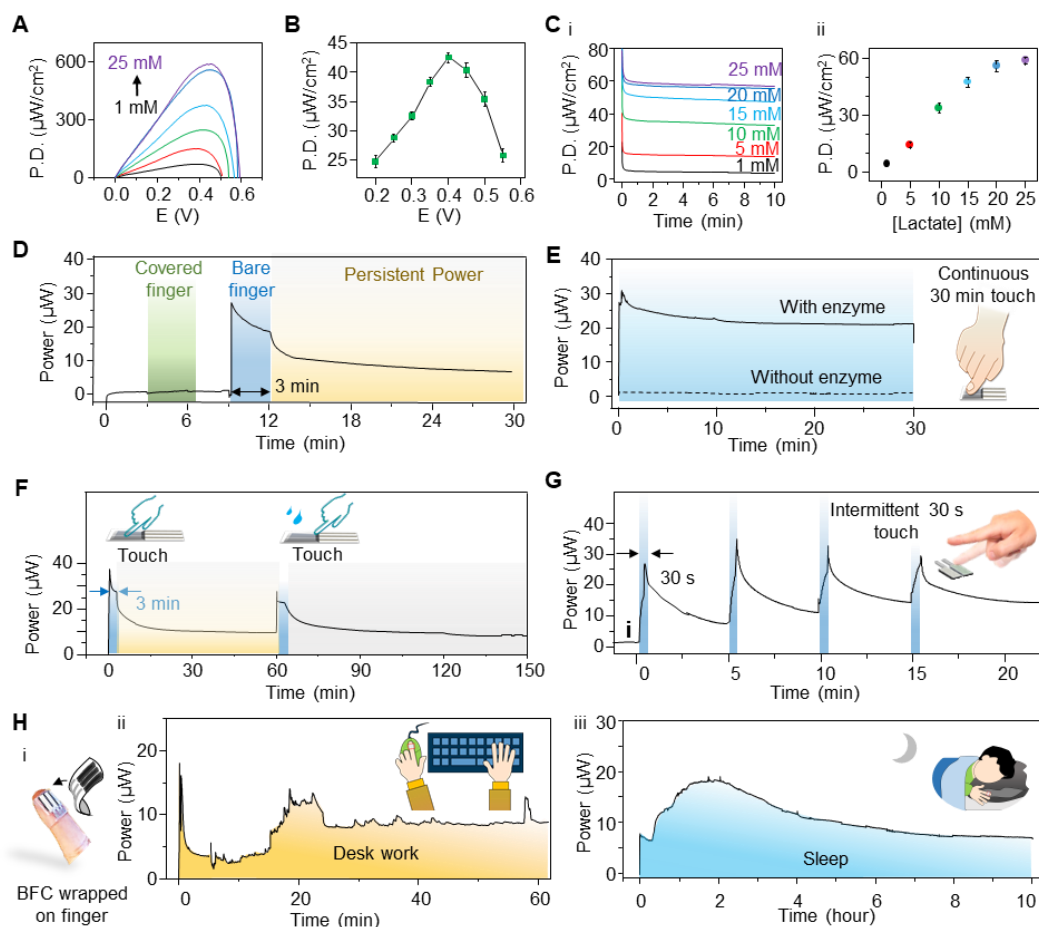 A
P.D. (µW/cm²)
600
300
0
25 mM
1 mM
0.0 0.2 0.4 0.6
E (V)
B
P.D. (µW/cm²)
45
40
35
30
25
0.2 0.3 0.4 0.5 0.6
E (V)
C
i
P.D. (µW/cm²)
80
60
40
20
0
25 mM
20 mM
15 mM
10 mM
5 mM
1 mM
0 2 4 6 8 10
Time (min)
ii
P.D. (µW/cm²)
60
30
0
0 5 10 15 20 25
[Lactate] (mM)
D
Power (µW)
40
30
20
10
0
Covered
finger
Bare
finger
Persistent Power
3 min
0 6 12 18 24 30
Time (min)
E
Power (µW)
40
30
20
10
0
With enzyme
Without enzyme
0 10 20 30
Time (min)
Continuous
30 min touch
F
Power (µW)
40
20
0
Touch
Touch
3 min
0 30 60 90 120 150
Time (min)
G
Power (µW)
40
30
20
10
0
30 s
i
Intermittent 30 s
touch
0 5 10 15 20
Time (min)
H
i
BFC wrapped
on finger
ii
Power (µW)
20
10
0
Desk work
0 20 40 60
Time (min)
iii
Power (µW)
30
20
10
0
Sleep
0 2 4 6 8 10
Time (hour)